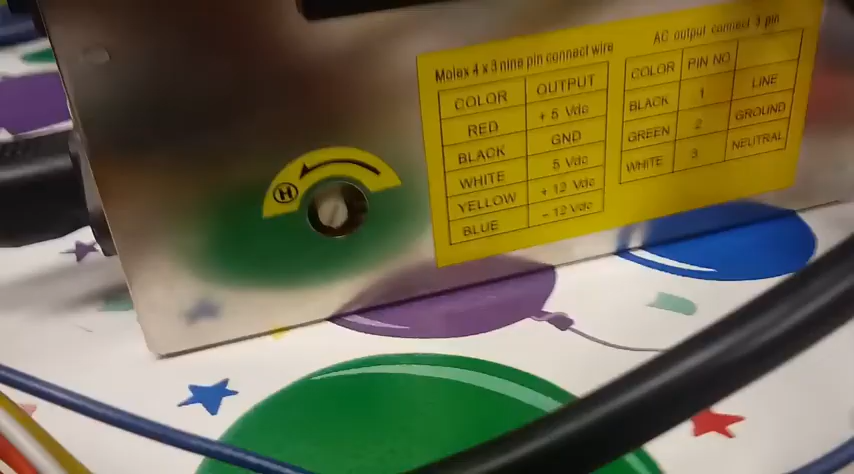 Molex 4 x 3 nine pin connect wire
COLOR OUTPUT
RED + 5 Vdc
BLACK GND
WHITE 5 Vdc
YELLOW + 12 Vdc
BLUE - 12 Vdc
AC output connect 3 pin
COLOR PIN NO
BLACK 1 LINE
GREEN 2 GROUND
WHITE 3 NEUTRAL
H